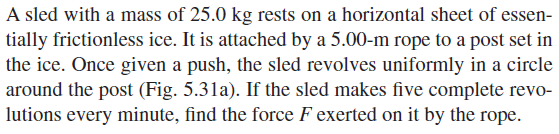 A sled with a mass of 25.0 kg rests on a horizontal sheet of essen-
tially frictionless ice. It is attached by a 5.00-m rope to a post set in
the ice. Once given a push, the sled revolves uniformly in a circle
around the post (Fig. 5.31a). If the sled makes five complete revo-
lutions every minute, find the force F exerted on it by the rope.